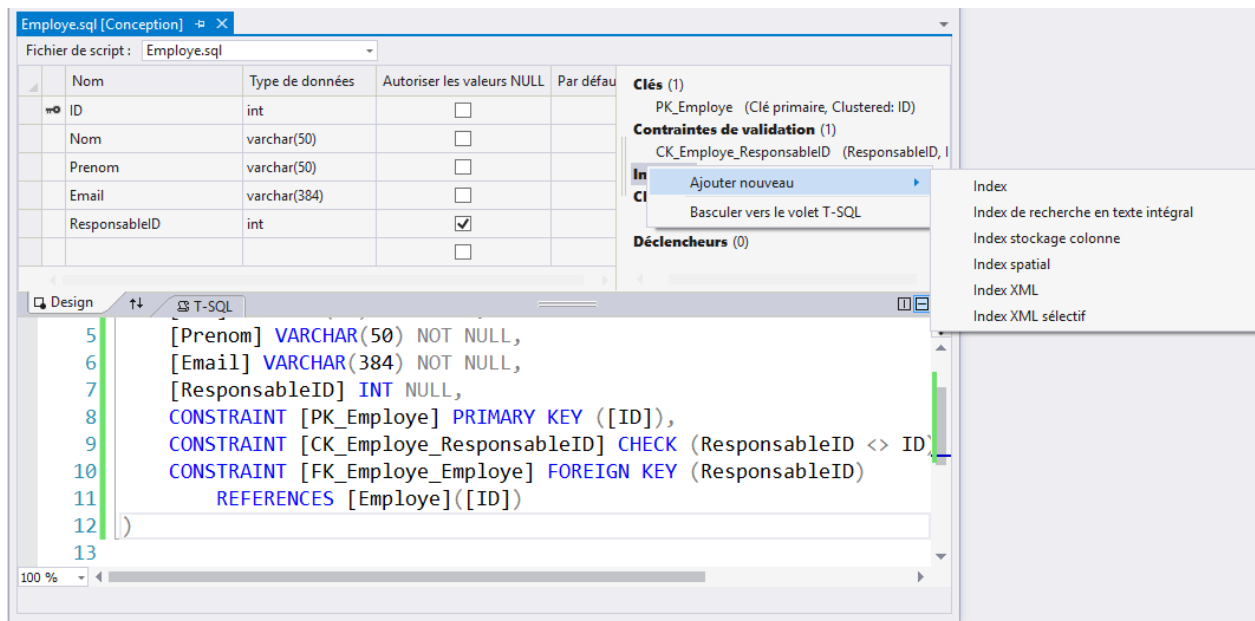 Employe.sql [Conception]
Fichier de script : Employe.sql
Nom Type de données Autoriser les valeurs NULL Par défau
ID int
Nom varchar(50)
Prenom varchar(50)
Email varchar(384)
ResponsableID int
Clés (1)
PK_Employe (Clé primaire, Clustered: ID)
Contraintes de validation (1)
CK_Employe_ResponsableID (ResponsableID, I
In
Cl
Déclencheurs (0)
Ajouter nouveau
Basculer vers le volet T-SQL
Index
Index de recherche en texte intégral
Index stockage colonne
Index spatial
Index XML
Index XML sélectif
Design T-SQL
5 [Prenom] VARCHAR(50) NOT NULL,
6 [Email] VARCHAR(384) NOT NULL,
7 [ResponsableID] INT NULL,
8 CONSTRAINT [PK_Employe] PRIMARY KEY ([ID]),
9 CONSTRAINT [CK_Employe_ResponsableID] CHECK (ResponsableID <> ID)
10 CONSTRAINT [FK_Employe_Employe] FOREIGN KEY (ResponsableID)
11 REFERENCES [Employe]([ID])
12 )
13
100 %